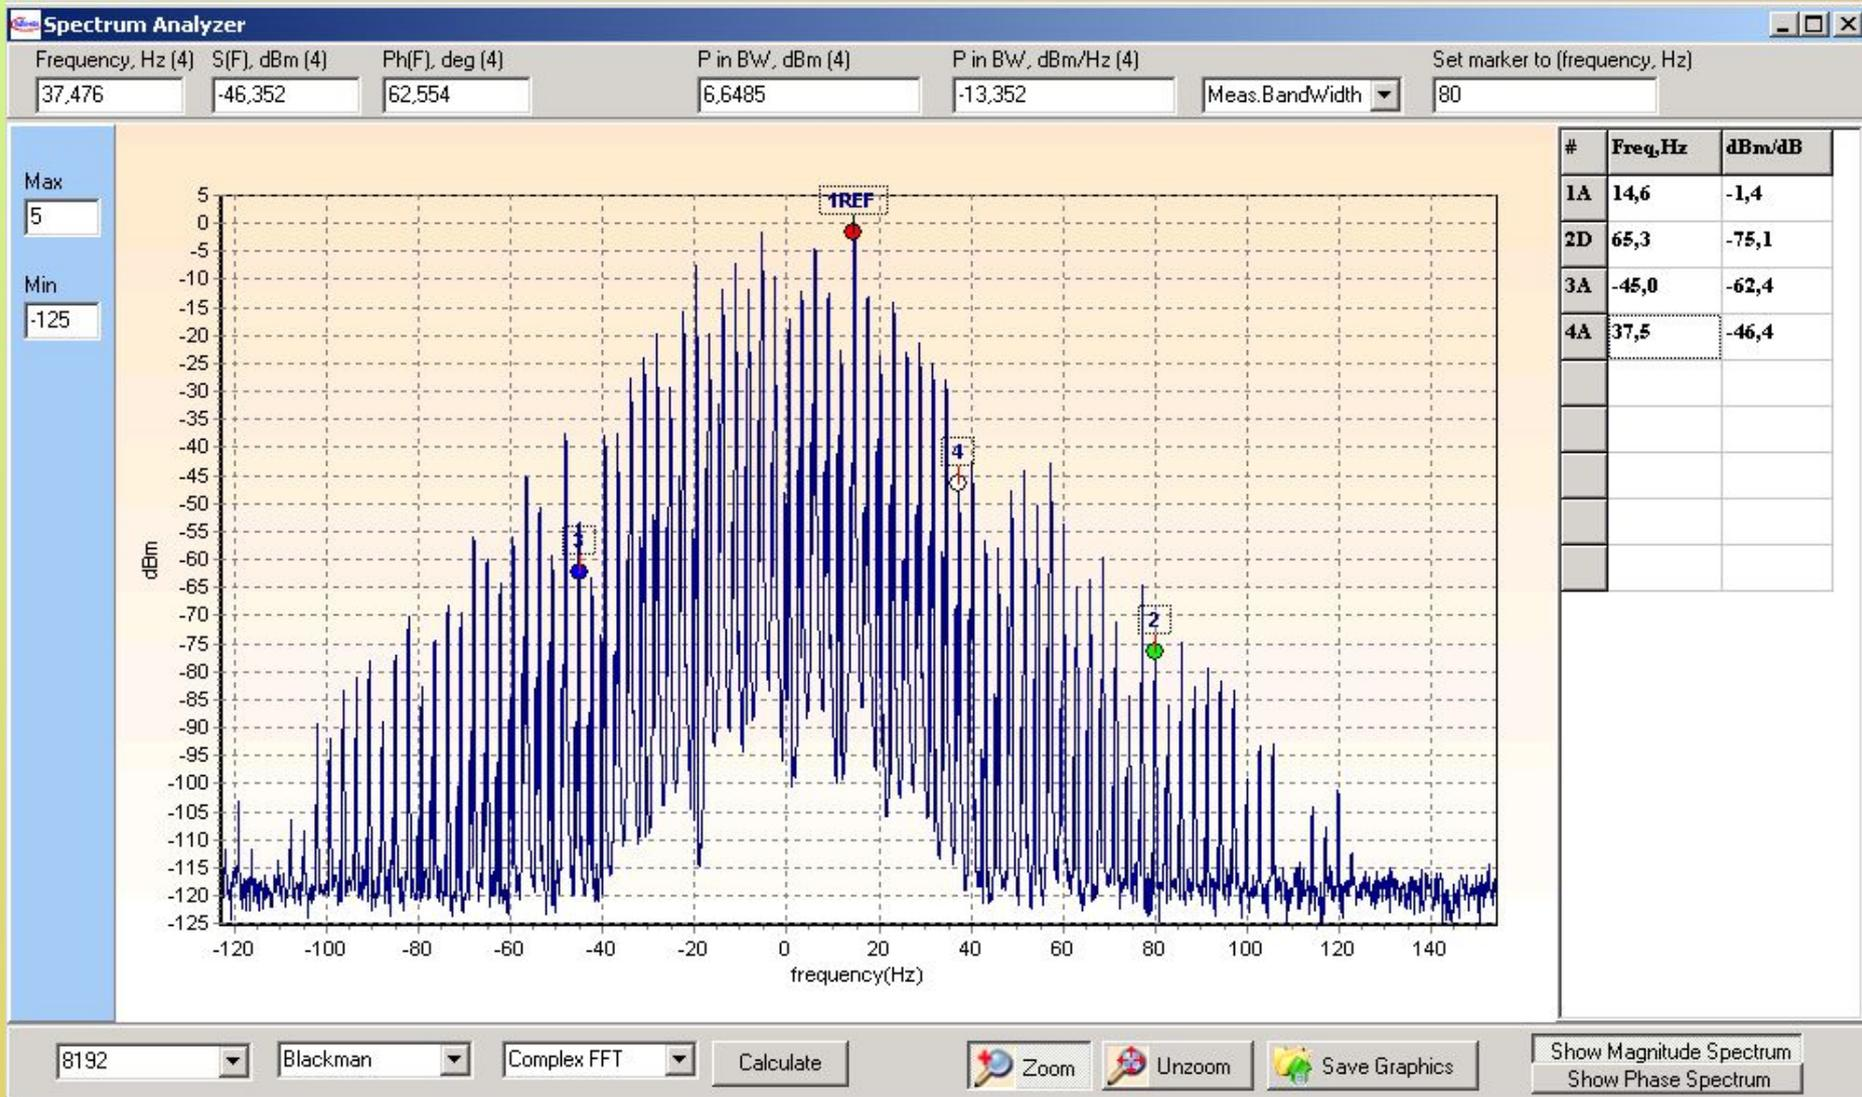 Spectrum Analyzer
Frequency, Hz (4) S(F), dBm (4) Ph(F), deg (4) P in BW, dBm (4) P in BW, dBm/Hz (4) Set marker to (frequency, Hz)
37,476 -46,352 62,554 6,6485 -13,352 Meas.BandWidth 80
Max
5
Min
-125
# Freq,Hz dBm/dB
1A 14,6 -1,4
2D 65,3 -75,1
3A -45,0 -62,4
4A 37,5 -46,4
1REF
4
3
2
5
0
-5
-10
-15
-20
-25
-30
-35
-40
-45
-50
-55
-60
-65
-70
-75
-80
-85
-90
-95
-100
-105
-110
-115
-120
-125
dBm
-120 -100 -80 -60 -40 -20 0 20 40 60 80 100 120 140
frequency(Hz)
8192 Blackman Complex FFT Calculate Zoom Unzoom Save Graphics
Show Magnitude Spectrum
Show Phase Spectrum